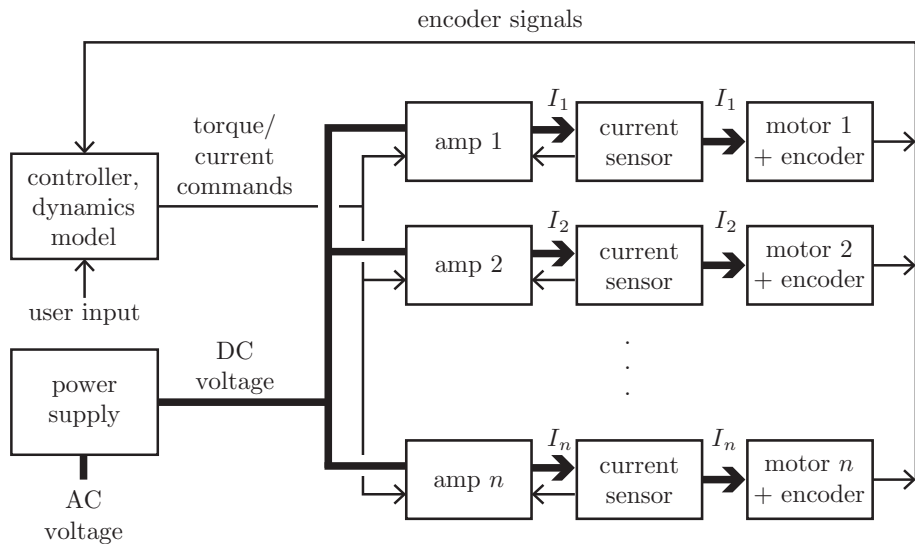 encoder signals
torque/
current
commands
controller,
dynamics
model
user input
power
supply
AC
voltage
DC
voltage
amp 1
I1
current
sensor
I1
motor 1
+ encoder
amp 2
I2
current
sensor
I2
motor 2
+ encoder
amp n
In
current
sensor
In
motor n
+ encoder